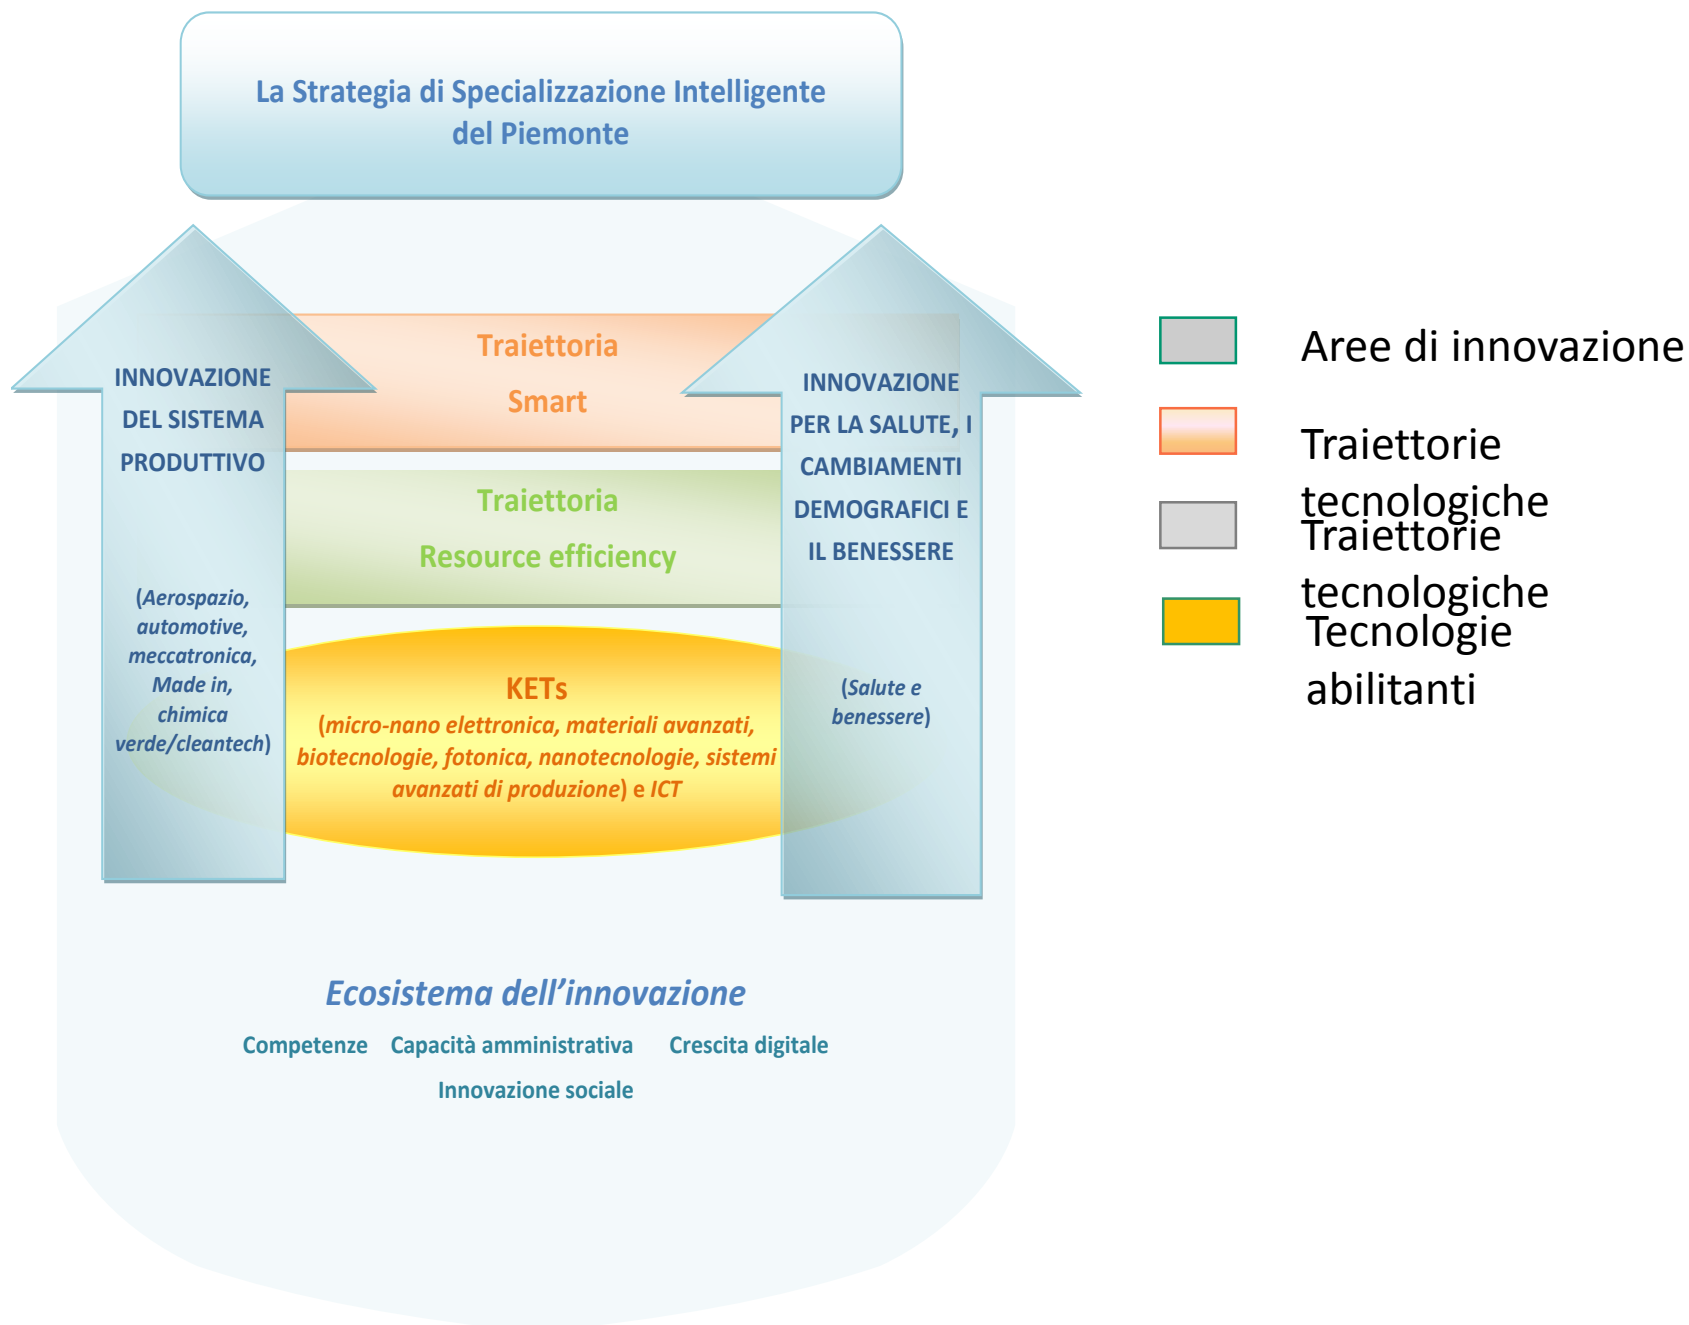 La Strategia di Specializzazione Intelligente
del Piemonte
INNOVAZIONE
DEL SISTEMA
PRODUTTIVO
(Aerospazio,
automotive,
meccatronica,
Made in,
chimica
verde/cleantech)
Traiettoria
Smart
Traiettoria
Resource efficiency
KETs
(micro-nano elettronica, materiali avanzati,
biotecnologie, fotonica, nanotecnologie, sistemi
avanzati di produzione) e ICT
INNOVAZIONE
PER LA SALUTE, I
CAMBIAMENTI
DEMOGRAFICI E
IL BENESSERE
(Salute e
benessere)
Ecosistema dell’innovazione
Competenze Capacità amministrativa Crescita digitale
Innovazione sociale
Aree di innovazione
Traiettorie
tecnologiche
Traiettorie
tecnologiche
Tecnologie
abilitanti